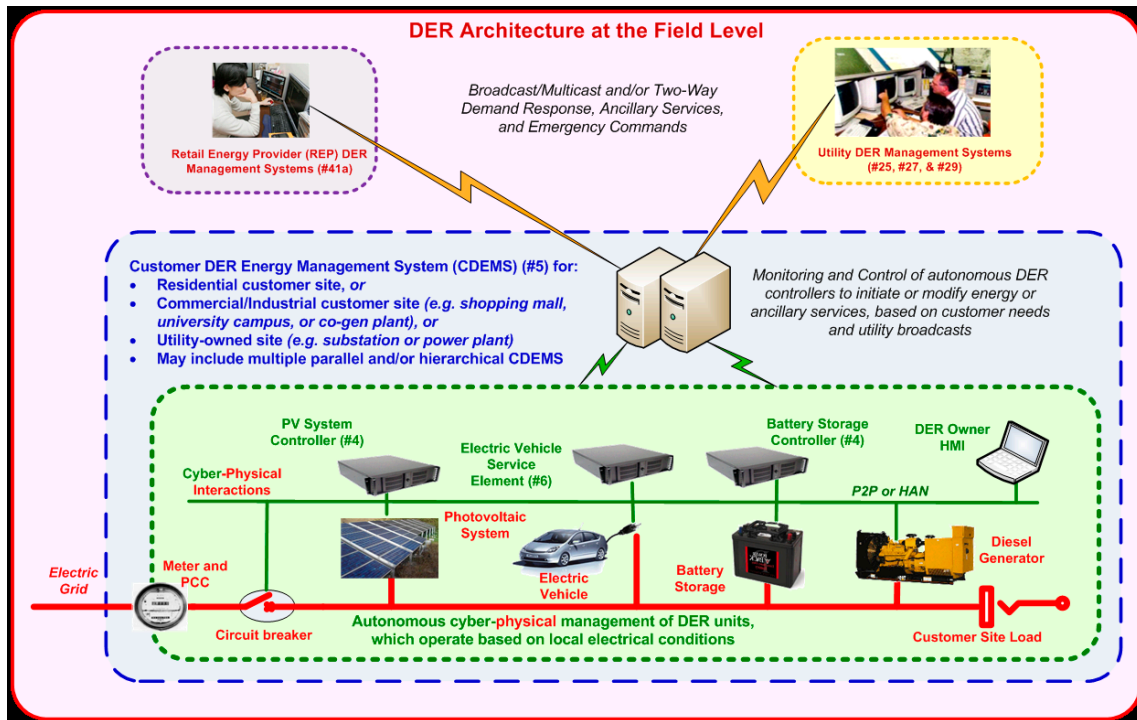 DER Architecture at the Field Level
Broadcast/Multicast and/or Two-Way
Demand Response, Ancillary Services,
and Emergency Commands
Retail Energy Provider (REP) DER
Management Systems (#41a)
Utility DER Management Systems
(#25, #27, & #29)
Customer DER Energy Management System (CDEMS) (#5) for:
• Residential customer site, or
• Commercial/Industrial customer site (e.g. shopping mall,
university campus, or co-gen plant), or
• Utility-owned site (e.g. substation or power plant)
• May include multiple parallel and/or hierarchical CDEMS
Monitoring and Control of autonomous DER
controllers to initiate or modify energy or
ancillary services, based on customer needs
and utility broadcasts
PV System
Controller (#4)
Electric Vehicle
Service
Element (#6)
Battery Storage
Controller (#4)
DER Owner
HMI
Cyber-Physical
Interactions
P2P or HAN
Photovoltaic
System
Electric
Vehicle
Battery
Storage
Diesel
Generator
Electric
Grid
Meter and
PCC
Circuit breaker
Autonomous cyber-physical management of DER units,
which operate based on local electrical conditions
Customer Site Load